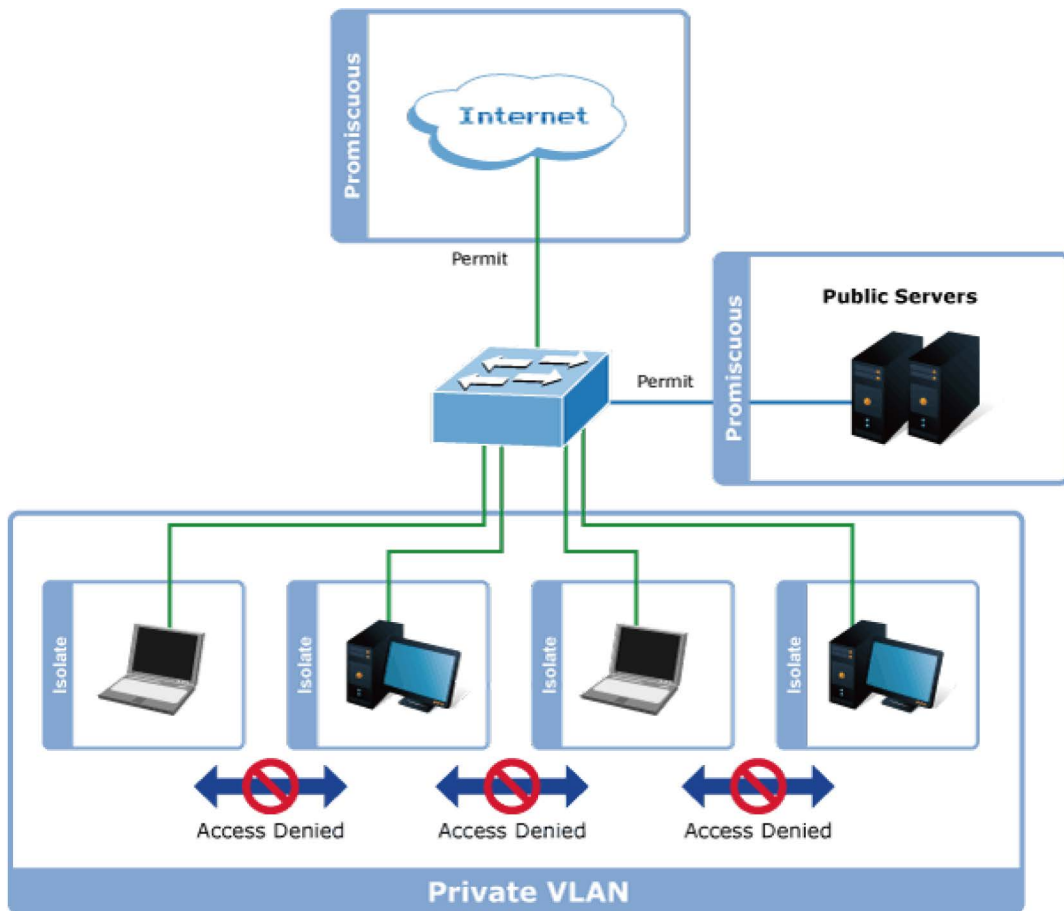 Promiscuous
Internet
Permit
Promiscuous
Public Servers
Permit
Isolate
Isolate
Isolate
Isolate
Access Denied
Access Denied
Access Denied
Private VLAN